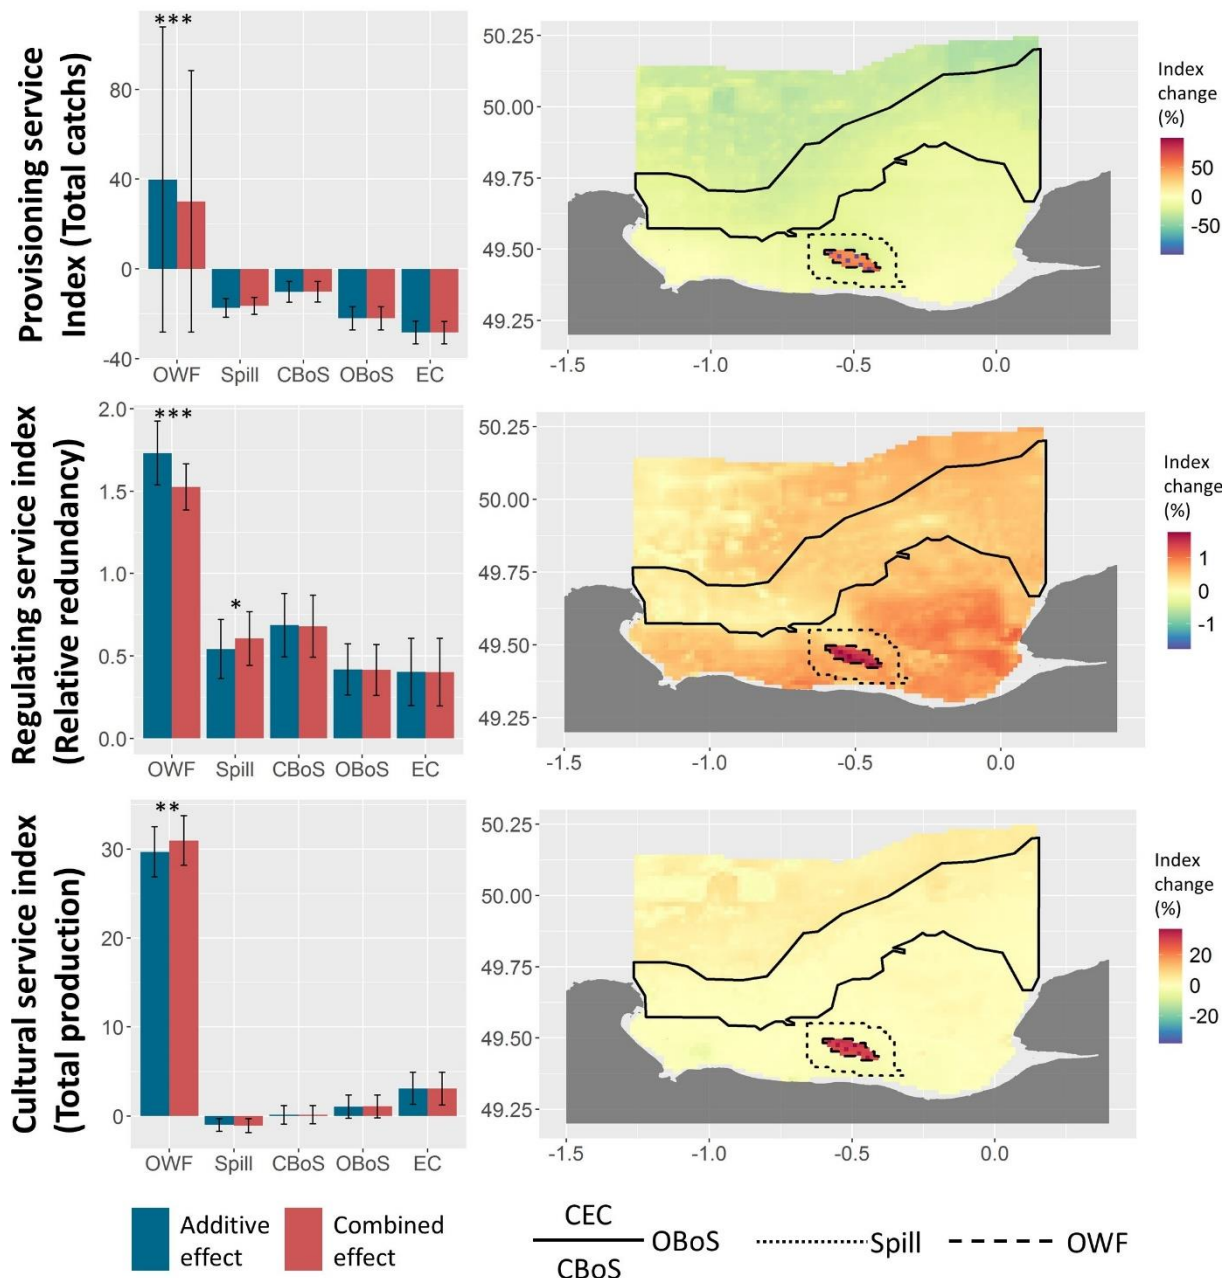 Provisioning service
Index (Total catchs)
***
80
40
0
-40
OWF Spill CBoS OBoS EC
50.25
50.00
49.75
49.50
49.25
-1.5 -1.0 -0.5 0.0
Index
change
(%)
50
0
-50
Regulating service index
(Relative redundancy)
***
*
2.0
1.5
1.0
0.5
0.0
OWF Spill CBoS OBoS EC
50.25
50.00
49.75
49.50
49.25
-1.5 -1.0 -0.5 0.0
Index
change
(%)
1
0
-1
Cultural service index
(Total production)
**
30
20
10
0
OWF Spill CBoS OBoS EC
50.25
50.00
49.75
49.50
49.25
-1.5 -1.0 -0.5 0.0
Index
change
(%)
20
0
-20
Additive
effect
Combined
effect
CEC
OBoS
CBoS
Spill
OWF